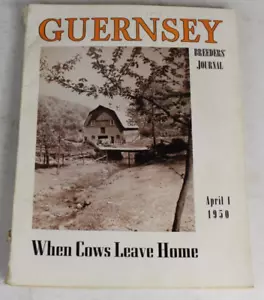 GUERNSEY
BREEDERS'
JOURNAL
April 1
1950
When Cows Leave Home